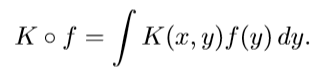 K ∘ f = ∫ K(x, y)f(y) dy.